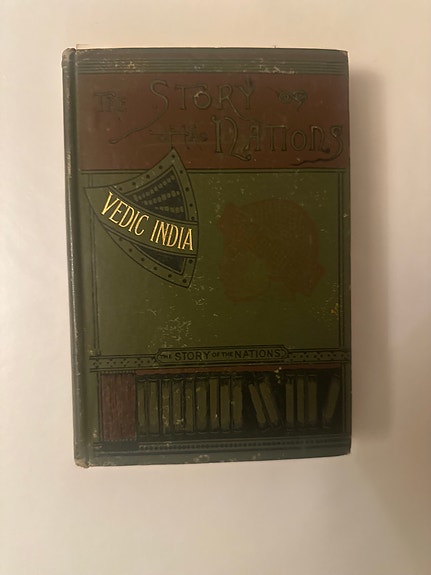 The STORY
of the NATIONS
VEDIC INDIA
THE STORY OF THE NATIONS